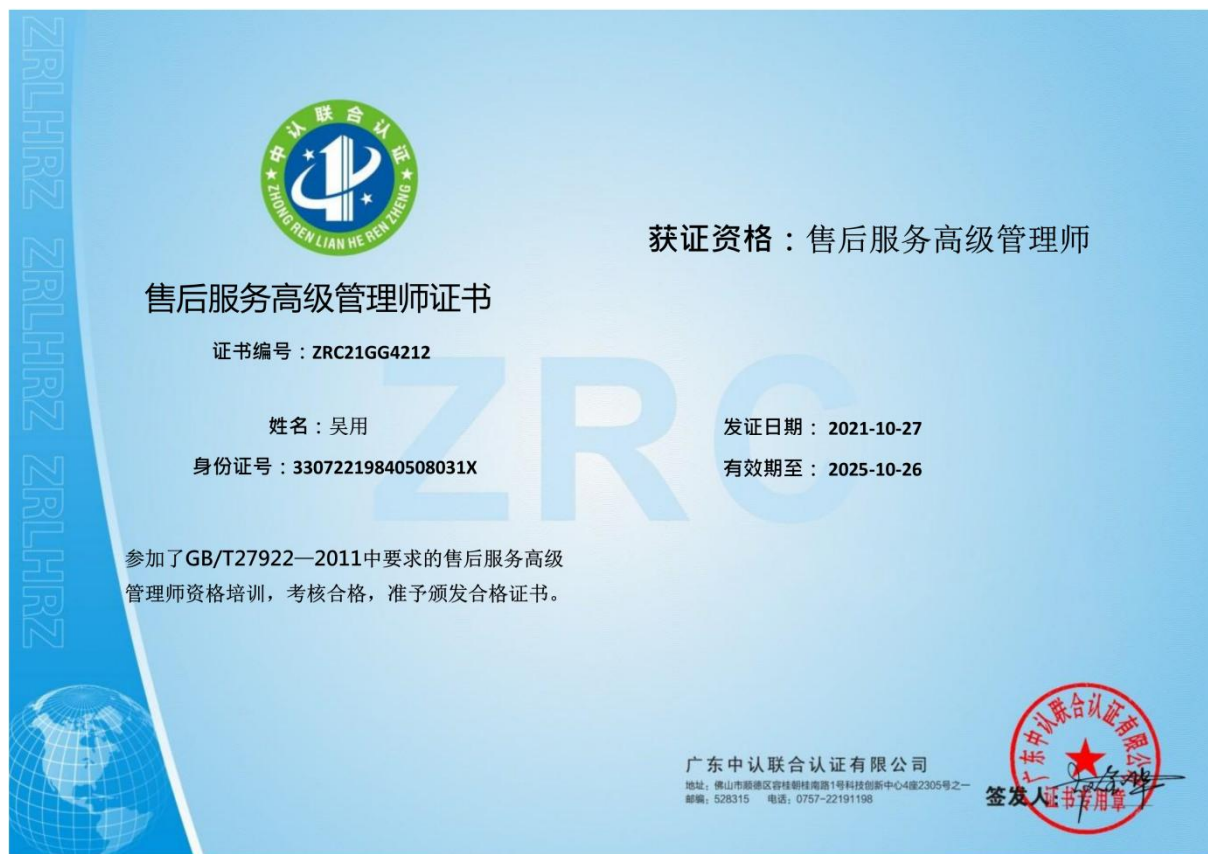 中认联合认证
ZHONG REN LIAN HE REN ZHENG
售后服务高级管理师证书
证书编号：ZRC21GG4212
姓名：吴用
身份证号：33072219840508031X
参加了GB/T27922—2011中要求的售后服务高级
管理师资格培训，考核合格，准予颁发合格证书。
获证资格：售后服务高级管理师
发证日期： 2021-10-27
有效期至： 2025-10-26
广东中认联合认证有限公司
地址：佛山市顺德区容桂朝桂南路1号科技创新中心4座2305号之一
邮编：528315 电话：0757-22191198
签发人：
广东中认联合认证有限公司
证书专用章
ZRC
ZRLHRZ ZRLHRZ ZRLHRZ